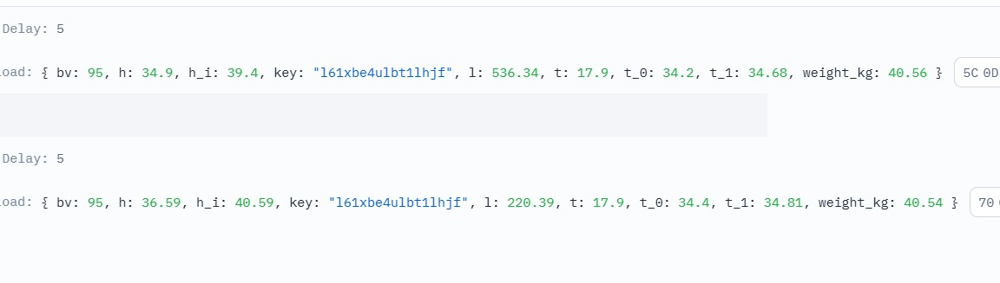 Delay: 5
oad: { bv: 95, h: 34.9, h_i: 39.4, key: "l61xbe4ulbt1lhjf", l: 536.34, t: 17.9, t_0: 34.2, t_1: 34.68, weight_kg: 40.56 } 5C 0D
Delay: 5
oad: { bv: 95, h: 36.59, h_i: 40.59, key: "l61xbe4ulbt1lhjf", l: 220.39, t: 17.9, t_0: 34.4, t_1: 34.81, weight_kg: 40.54 } 70